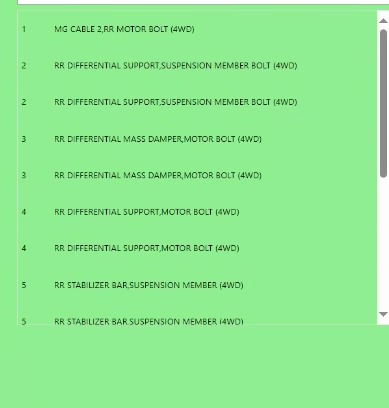 1 MG CABLE 2,RR MOTOR BOLT (4WD)
2 RR DIFFERENTIAL SUPPORT,SUSPENSION MEMBER BOLT (4WD)
2 RR DIFFERENTIAL SUPPORT,SUSPENSION MEMBER BOLT (4WD)
3 RR DIFFERENTIAL MASS DAMPER,MOTOR BOLT (4WD)
3 RR DIFFERENTIAL MASS DAMPER,MOTOR BOLT (4WD)
4 RR DIFFERENTIAL SUPPORT,MOTOR BOLT (4WD)
4 RR DIFFERENTIAL SUPPORT,MOTOR BOLT (4WD)
5 RR STABILIZER BAR,SUSPENSION MEMBER (4WD)
5 RR STABILIZER BAR,SUSPENSION MEMBER (4WD)